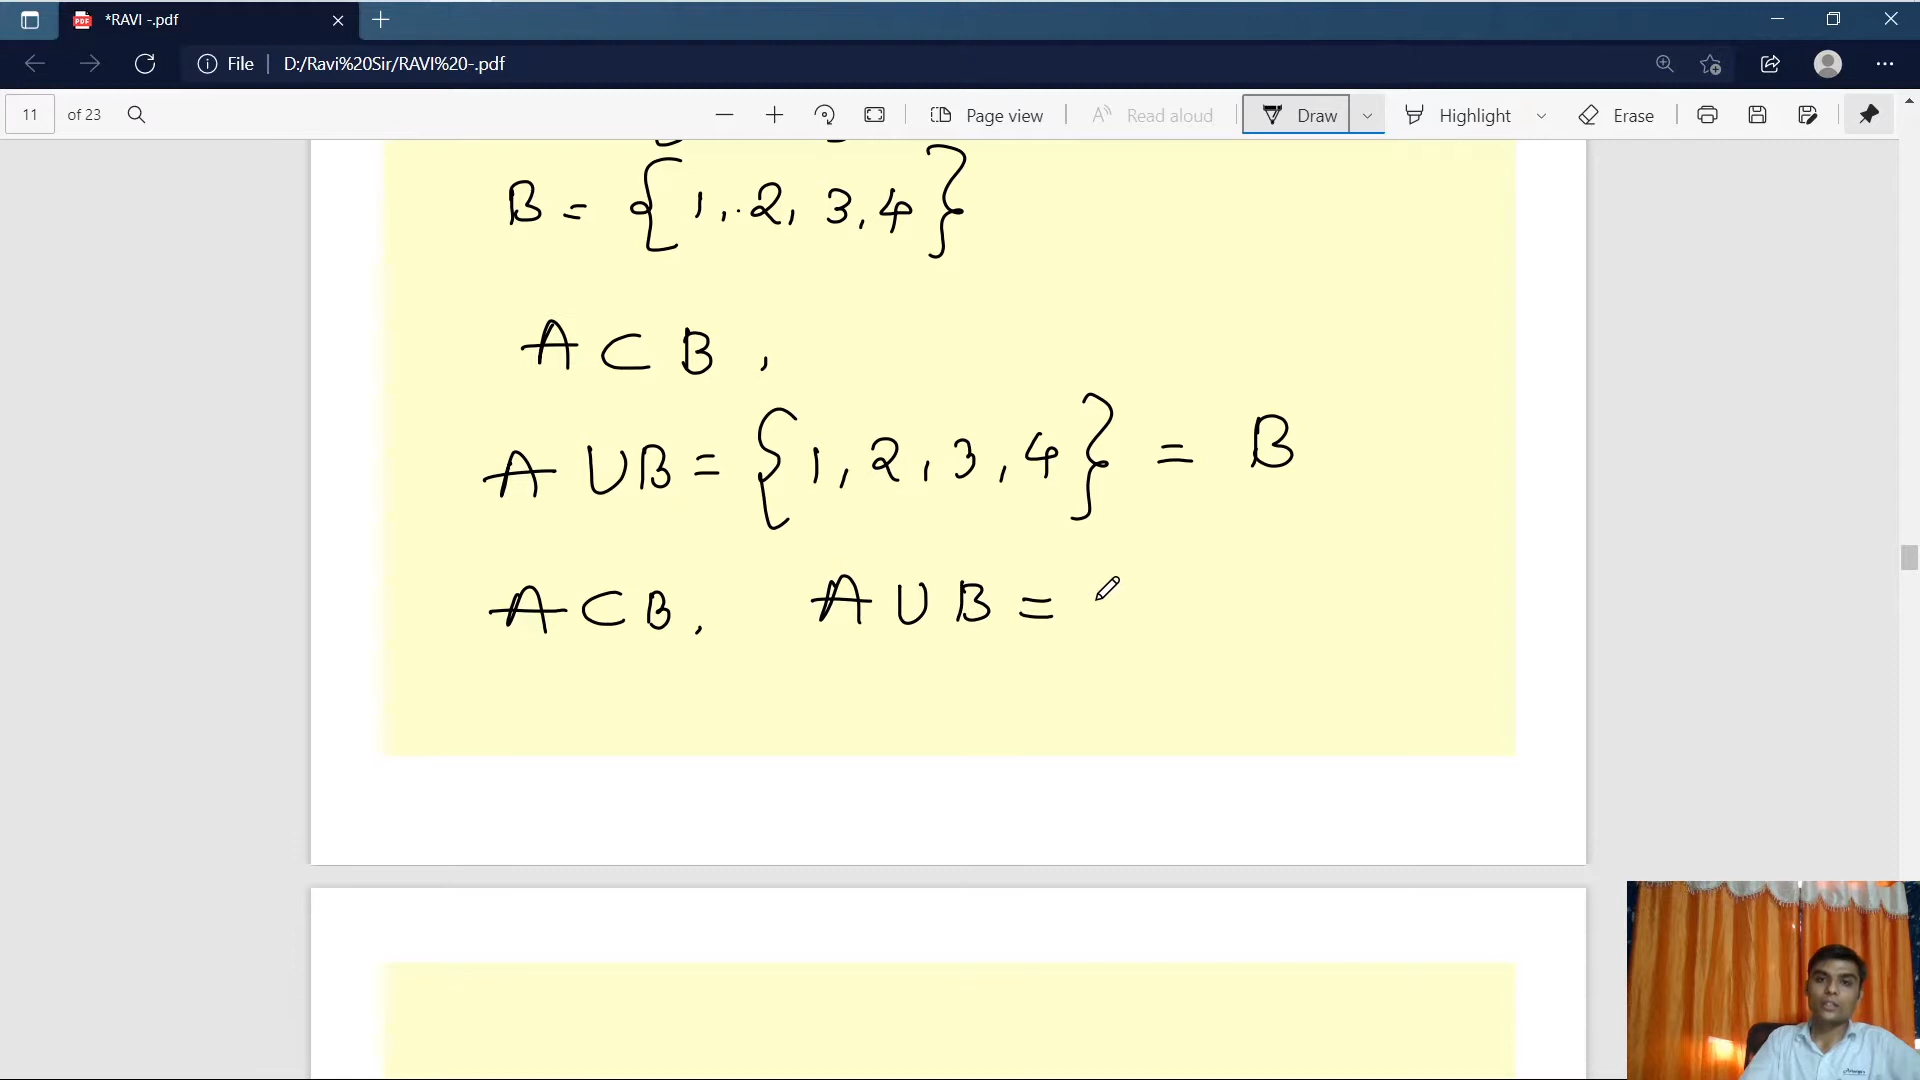 *RAVI -.pdf
File | D:/Ravi%20Sir/RAVI%20-.pdf
11 of 23 Page view Read aloud Draw Highlight Erase
B = { 1, 2, 3, 4 }
A ⊂ B ,
A ∪ B = { 1, 2, 3, 4 } = B
A ⊂ B, A ∪ B =